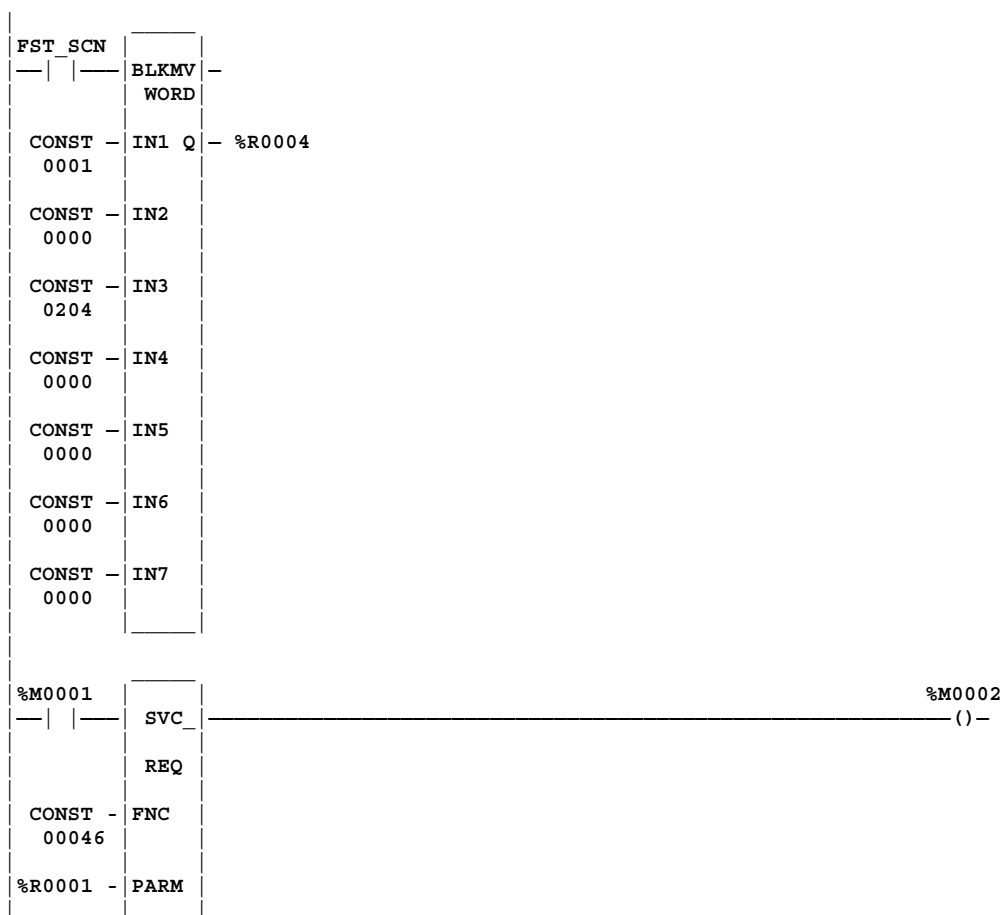 FST_SCN
BLKMV
WORD
CONST IN1 Q %R0004
0001
CONST IN2
0000
CONST IN3
0204
CONST IN4
0000
CONST IN5
0000
CONST IN6
0000
CONST IN7
0000
%M0001 %M0002
SVC_ ()
REQ
CONST - FNC
00046
%R0001 - PARM